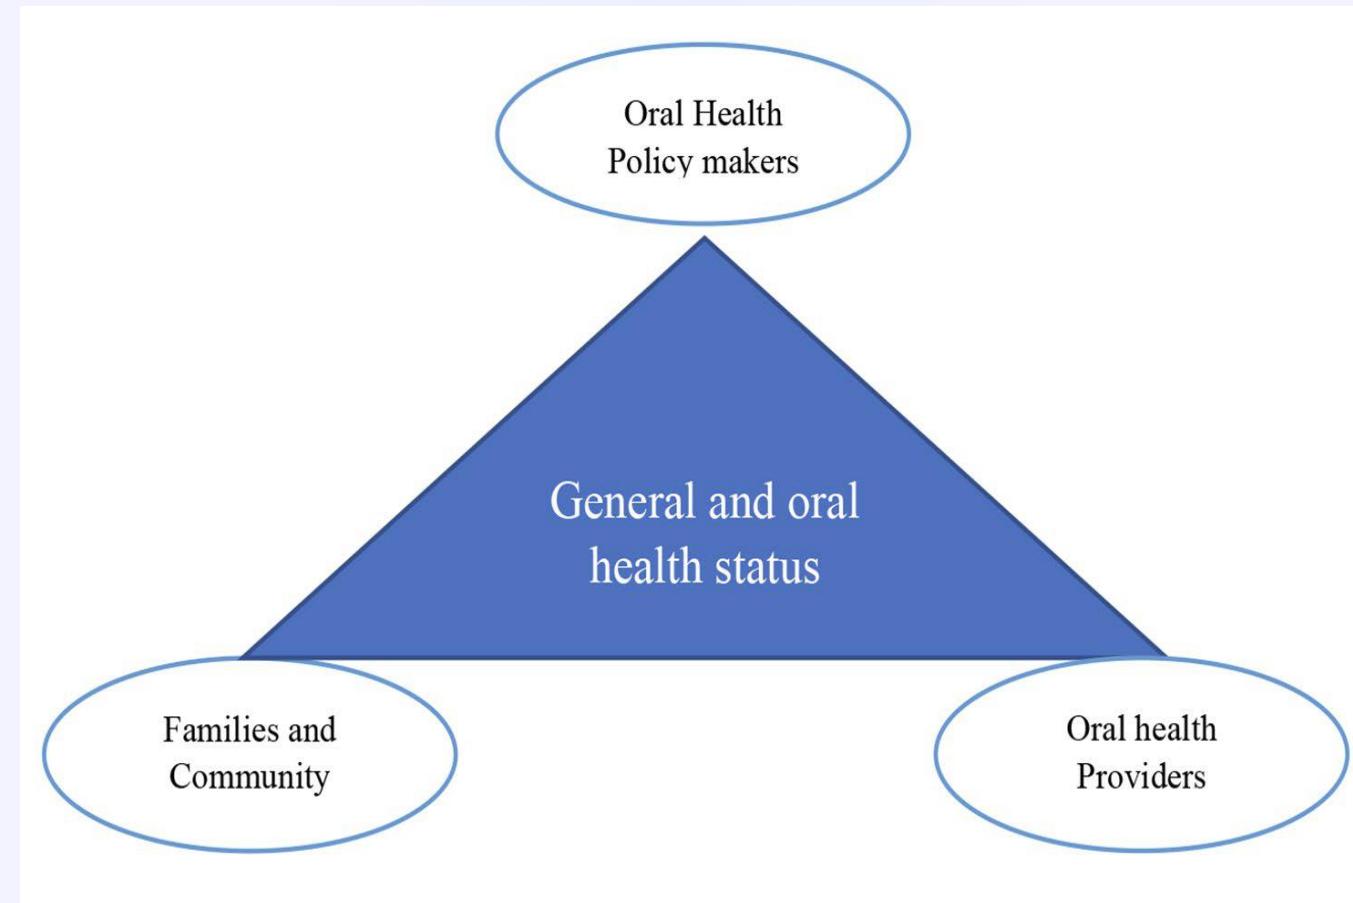 Oral Health
Policy makers
General and oral
health status
Families and
Community
Oral health
Providers